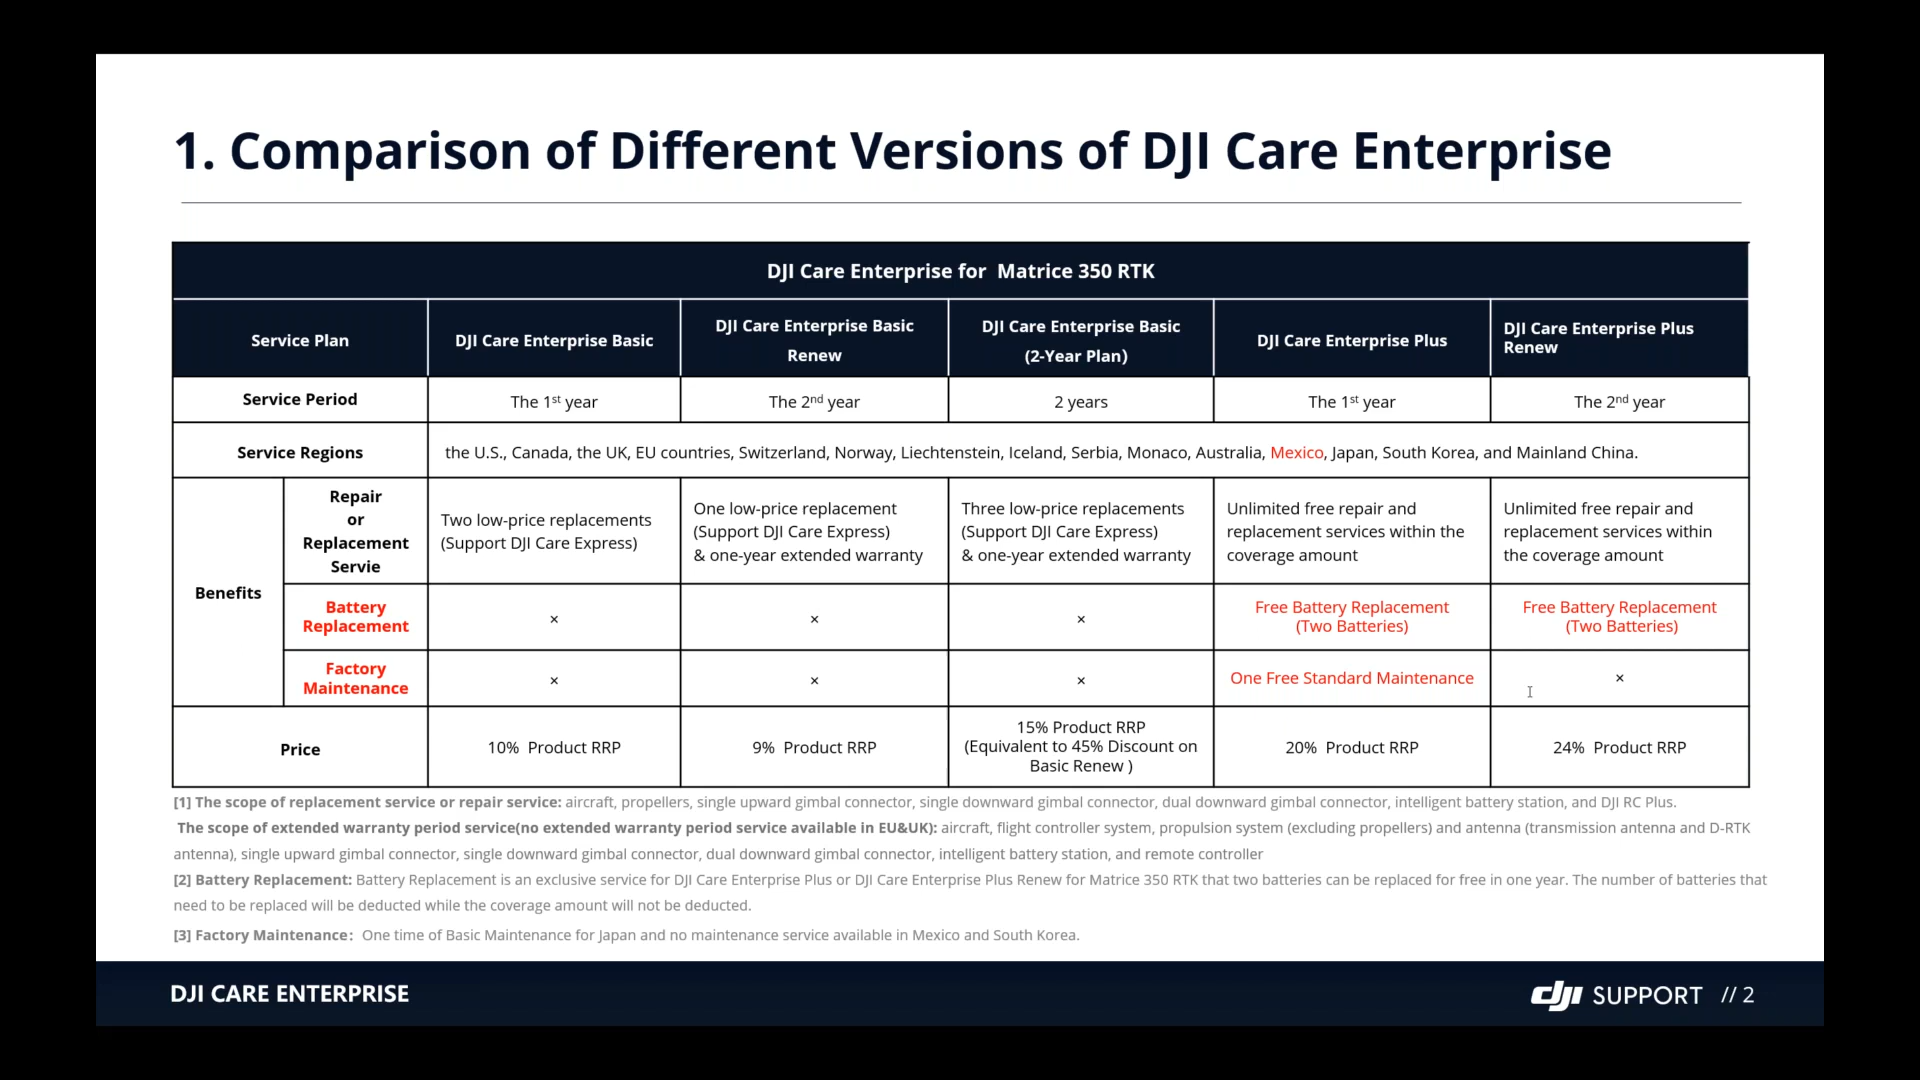 1. Comparison of Different Versions of DJI Care Enterprise
DJI Care Enterprise for Matrice 350 RTK
Service Plan
DJI Care Enterprise Basic
DJI Care Enterprise Basic
Renew
DJI Care Enterprise Basic
(2-Year Plan)
DJI Care Enterprise Plus
DJI Care Enterprise Plus
Renew
Service Period
The 1st year
The 2nd year
2 years
The 1st year
The 2nd year
Service Regions
the U.S., Canada, the UK, EU countries, Switzerland, Norway, Liechtenstein, Iceland, Serbia, Monaco, Australia, Mexico, Japan, South Korea, and Mainland China.
Benefits
Repair
or
Replacement
Servie
Two low-price replacements
(Support DJI Care Express)
One low-price replacement
(Support DJI Care Express)
& one-year extended warranty
Three low-price replacements
(Support DJI Care Express)
& one-year extended warranty
Unlimited free repair and
replacement services within the
coverage amount
Unlimited free repair and
replacement services within
the coverage amount
Battery
Replacement
×
×
×
Free Battery Replacement
(Two Batteries)
Free Battery Replacement
(Two Batteries)
Factory
Maintenance
×
×
×
One Free Standard Maintenance
×
Price
10% Product RRP
9% Product RRP
15% Product RRP
(Equivalent to 45% Discount on
Basic Renew )
20% Product RRP
24% Product RRP
[1] The scope of replacement service or repair service: aircraft, propellers, single upward gimbal connector, single downward gimbal connector, dual downward gimbal connector, intelligent battery station, and DJI RC Plus.
The scope of extended warranty period service(no extended warranty period service available in EU&UK): aircraft, flight controller system, propulsion system (excluding propellers) and antenna (transmission antenna and D-RTK
antenna), single upward gimbal connector, single downward gimbal connector, dual downward gimbal connector, intelligent battery station, and remote controller
[2] Battery Replacement: Battery Replacement is an exclusive service for DJI Care Enterprise Plus or DJI Care Enterprise Plus Renew for Matrice 350 RTK that two batteries can be replaced for free in one year. The number of batteries that
need to be replaced will be deducted while the coverage amount will not be deducted.
[3] Factory Maintenance: One time of Basic Maintenance for Japan and no maintenance service available in Mexico and South Korea.
DJI CARE ENTERPRISE
dji SUPPORT // 2